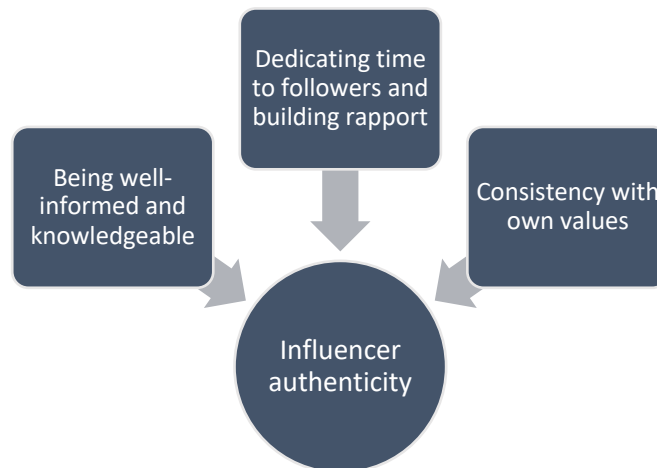 Dedicating time
to followers and
building rapport
Being well-
informed and
knowledgeable
Consistency with
own values
Influencer
authenticity